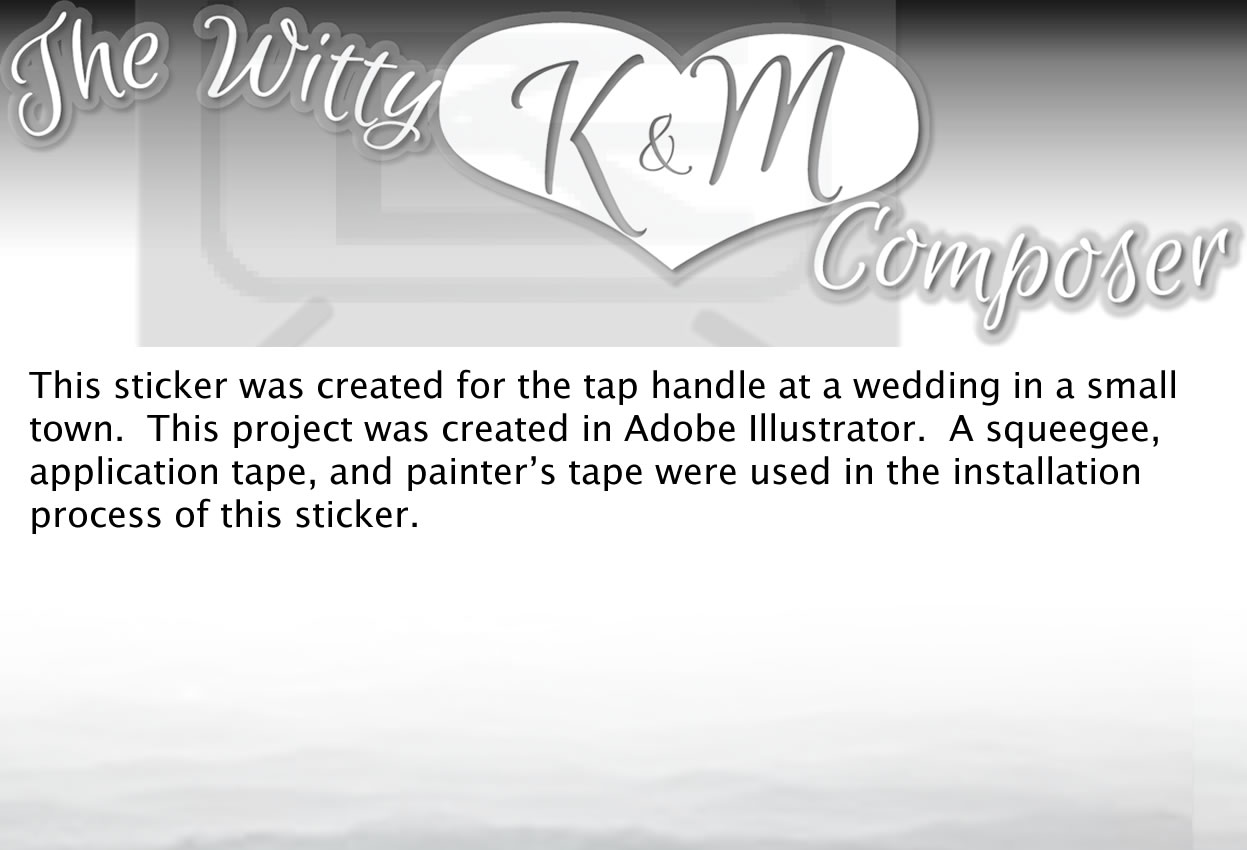 The Witty
K & M
Composer
This sticker was created for the tap handle at a wedding in a small
town.  This project was created in Adobe Illustrator.  A squeegee,
application tape, and painter’s tape were used in the installation
process of this sticker.